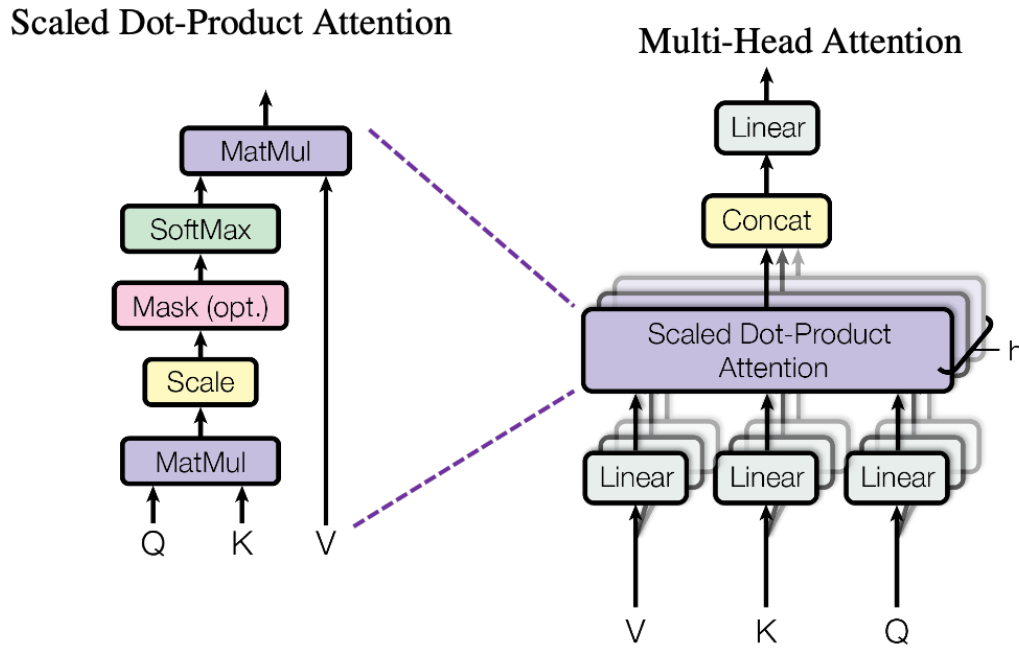 Scaled Dot-Product Attention
MatMul
SoftMax
Mask (opt.)
Scale
MatMul
Q K V
Multi-Head Attention
Linear
Concat
Scaled Dot-Product
Attention
h
Linear Linear Linear
V K Q